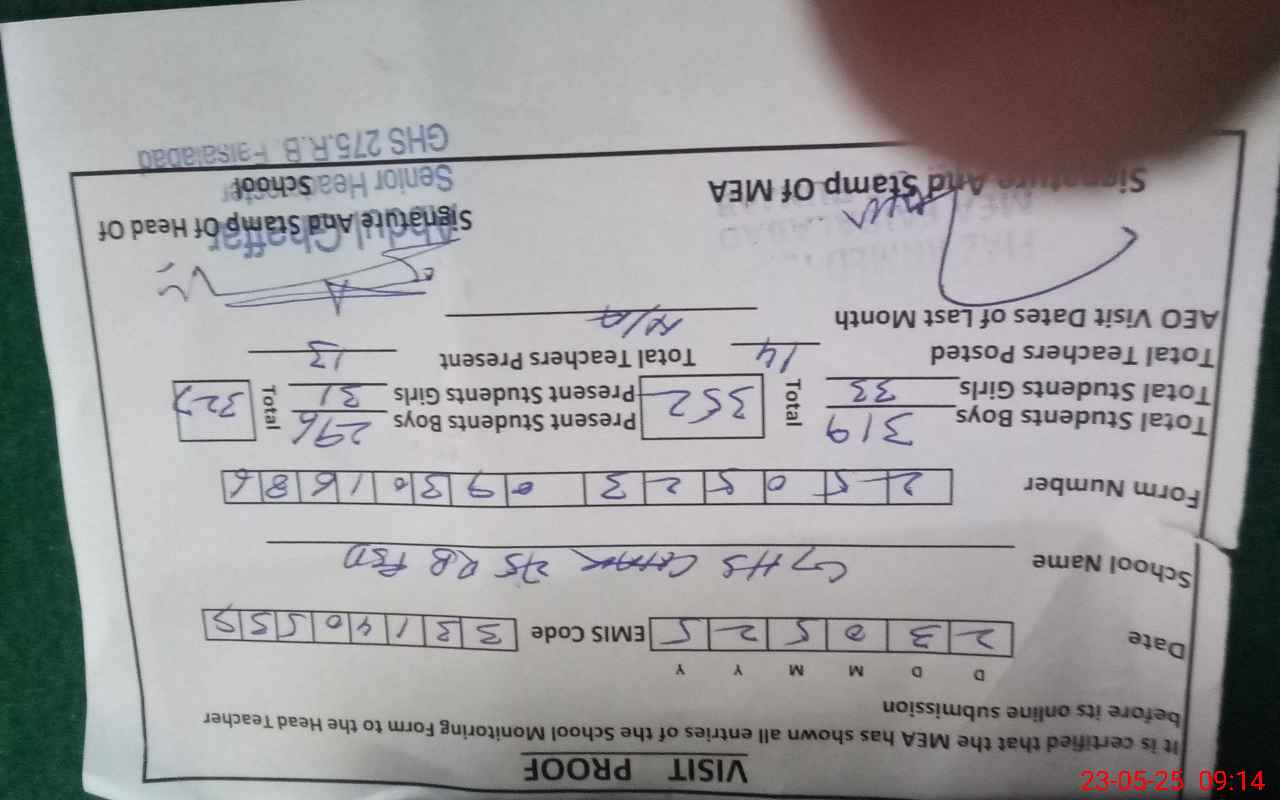 VISIT PROOF
It is certified that the MEA has shown all entries of the School Monitoring Form to the Head Teacher
before its online submission
D D M M Y Y
Date 2 3 0 5 2 5 EMIS Code 3 3 1 4 0 5 5 9
School Name GHS 275 RB FSD
Form Number 2 5 0 5 2 3 0 9 3 0 1 6 8 6
Total Students Boys 319 Total 352 Present Students Boys 296 Total 327
Total Students Girls 33 Present Students Girls 31
Total Teachers Posted 14 Total Teachers Present 13
AEO Visit Dates of Last Month N/A
Signature And Stamp Of MEA
Signature And Stamp Of Head Of
School
Abdul Ghaffar
Senior Headmaster
GHS 275.R.B. Faisalabad
23-05-25 09:14